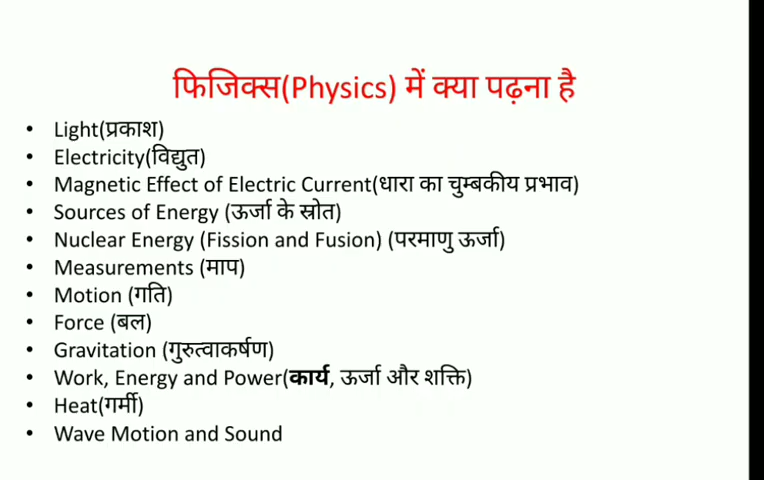 फिजिक्स(Physics) में क्या पढ़ना है
• Light(प्रकाश)
• Electricity(विद्युत)
• Magnetic Effect of Electric Current(धारा का चुम्बकीय प्रभाव)
• Sources of Energy (ऊर्जा के स्रोत)
• Nuclear Energy (Fission and Fusion) (परमाणु ऊर्जा)
• Measurements (माप)
• Motion (गति)
• Force (बल)
• Gravitation (गुरुत्वाकर्षण)
• Work, Energy and Power(कार्य, ऊर्जा और शक्ति)
• Heat(गर्मी)
• Wave Motion and Sound